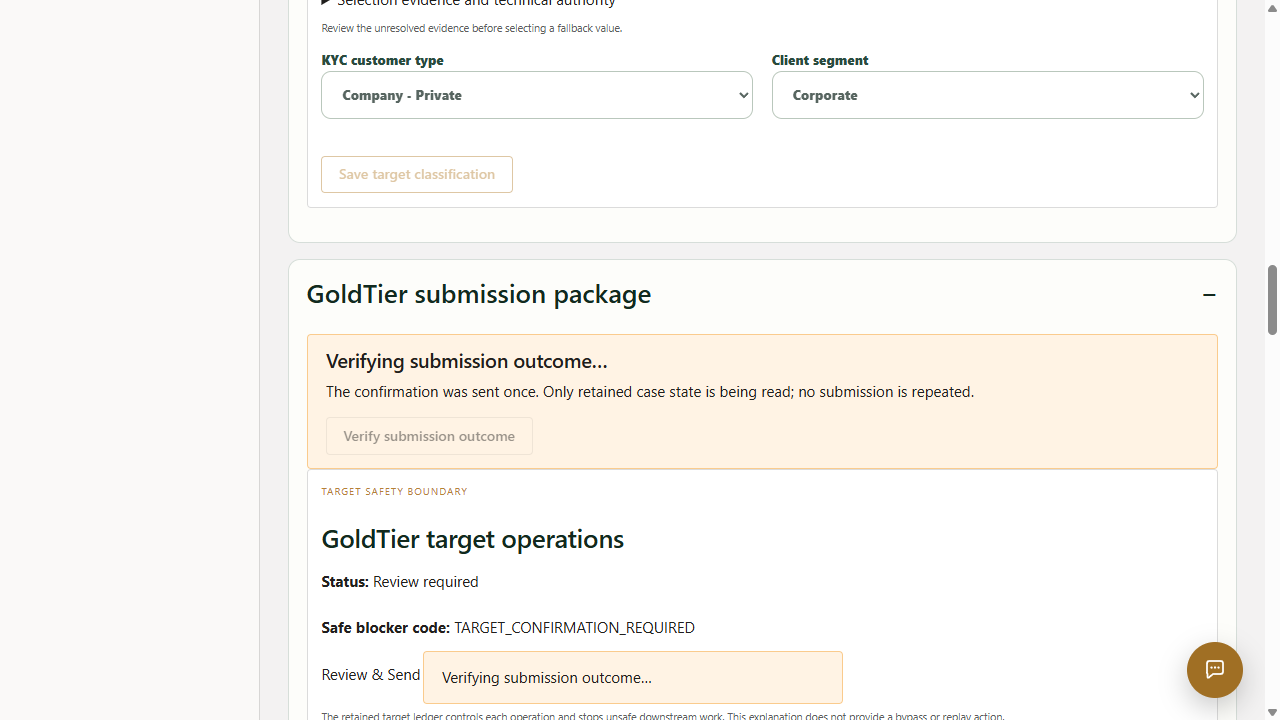 Selection evidence and technical authority
Review the unresolved evidence before selecting a fallback value.
KYC customer type
Client segment
Company - Private
Corporate
Save target classification
GoldTier submission package
Verifying submission outcome...
The confirmation was sent once. Only retained case state is being read; no submission is repeated.
Verify submission outcome
TARGET SAFETY BOUNDARY
GoldTier target operations
Status: Review required
Safe blocker code: TARGET_CONFIRMATION_REQUIRED
Review & Send
Verifying submission outcome...
The retained target ledger controls each operation and stops unsafe downstream work. This explanation does not provide a bypass or replay action.